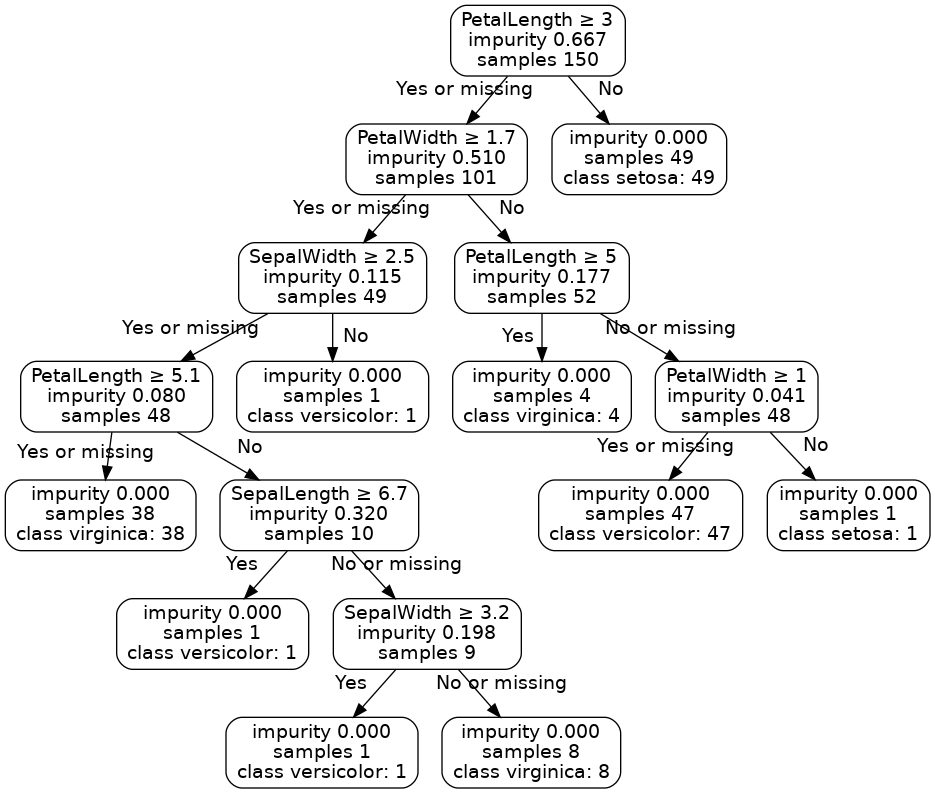 PetalLength ≥ 3
impurity 0.667
samples 150
Yes or missing
No
PetalWidth ≥ 1.7
impurity 0.510
samples 101
impurity 0.000
samples 49
class setosa: 49
Yes or missing
No
SepalWidth ≥ 2.5
impurity 0.115
samples 49
PetalLength ≥ 5
impurity 0.177
samples 52
Yes or missing
No
Yes
No or missing
PetalLength ≥ 5.1
impurity 0.080
samples 48
impurity 0.000
samples 1
class versicolor: 1
impurity 0.000
samples 4
class virginica: 4
PetalWidth ≥ 1
impurity 0.041
samples 48
Yes or missing
No
Yes or missing
No
impurity 0.000
samples 38
class virginica: 38
SepalLength ≥ 6.7
impurity 0.320
samples 10
impurity 0.000
samples 47
class versicolor: 47
impurity 0.000
samples 1
class setosa: 1
Yes
No or missing
impurity 0.000
samples 1
class versicolor: 1
SepalWidth ≥ 3.2
impurity 0.198
samples 9
Yes
No or missing
impurity 0.000
samples 1
class versicolor: 1
impurity 0.000
samples 8
class virginica: 8